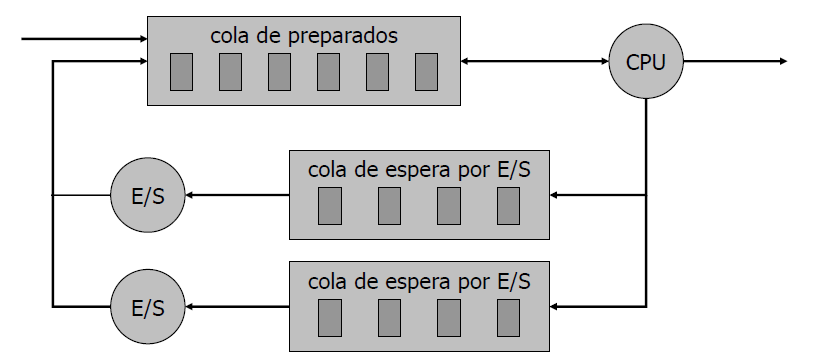 cola de preparados
CPU
cola de espera por E/S
E/S
cola de espera por E/S
E/S